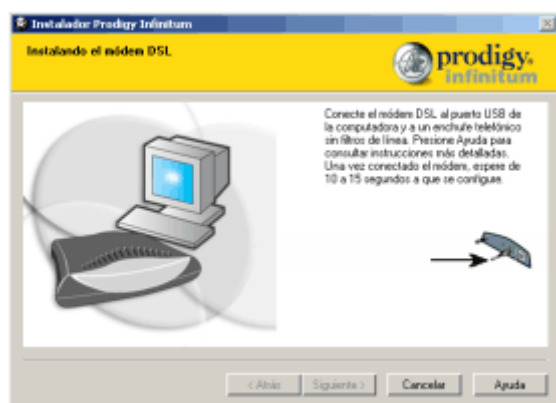 Instalador Prodigy Infinitum
Instalando el módem DSL
prodigy
infinitum
Conecte el módem DSL al puerto USB de
la computadora y a un enchufe telefónico
sin filtros de línea. Presione Ayuda para
consultar instrucciones más detalladas.
Una vez conectado el módem, espere de
10 a 15 segundos a que se configure.
< Atrás
Siguiente >
Cancelar
Ayuda